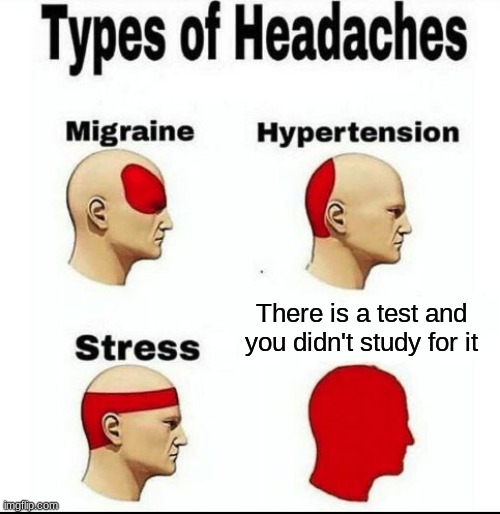 Types of Headaches
Migraine
Hypertension
Stress
There is a test and
you didn't study for it
imgflip.com